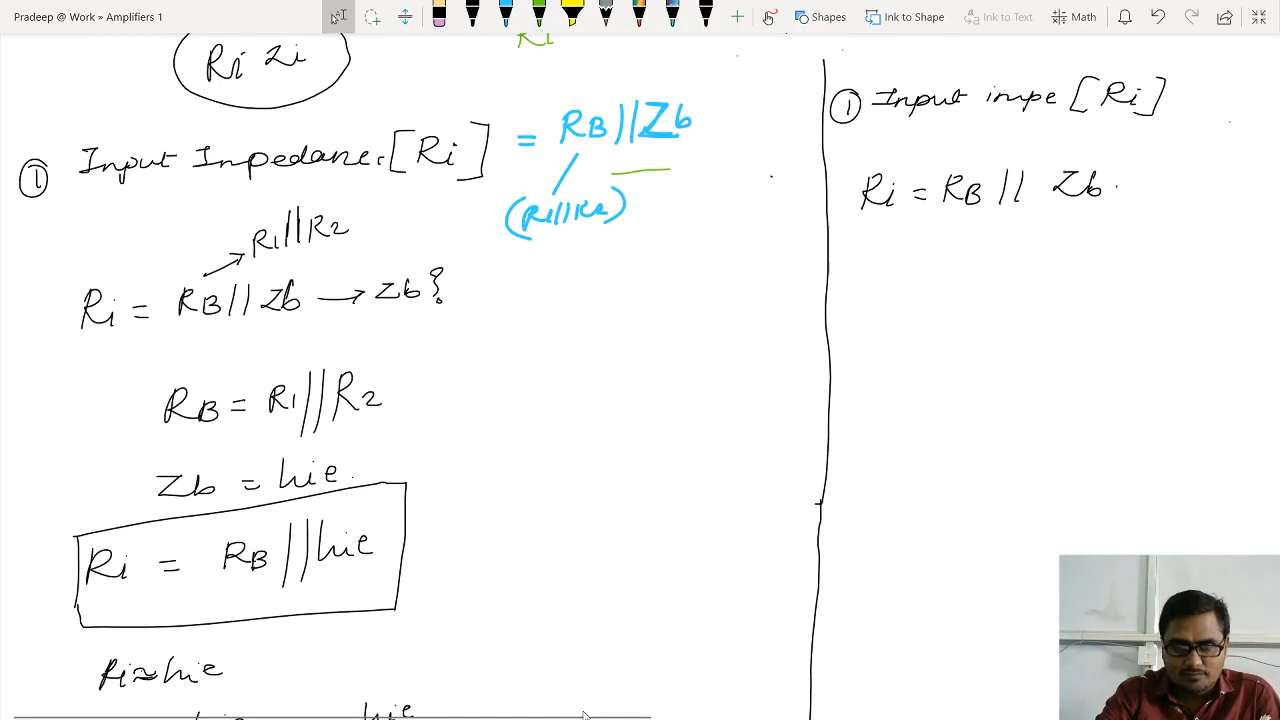 Pradeep @ Work » Amplifiers 1
Shapes
Ink to Shape
Ink to Text
Math
Ri Zi
Ri
① Input Impedance. [Ri] = RB || Zb
(R1||R2)
R1||R2
Ri = RB || Zb → Zb?
RB = R1 || R2
Zb = hie.
Ri = RB || hie
Ri ≈ hie
hie
① Input impe [Ri]
Ri = RB || Zb.